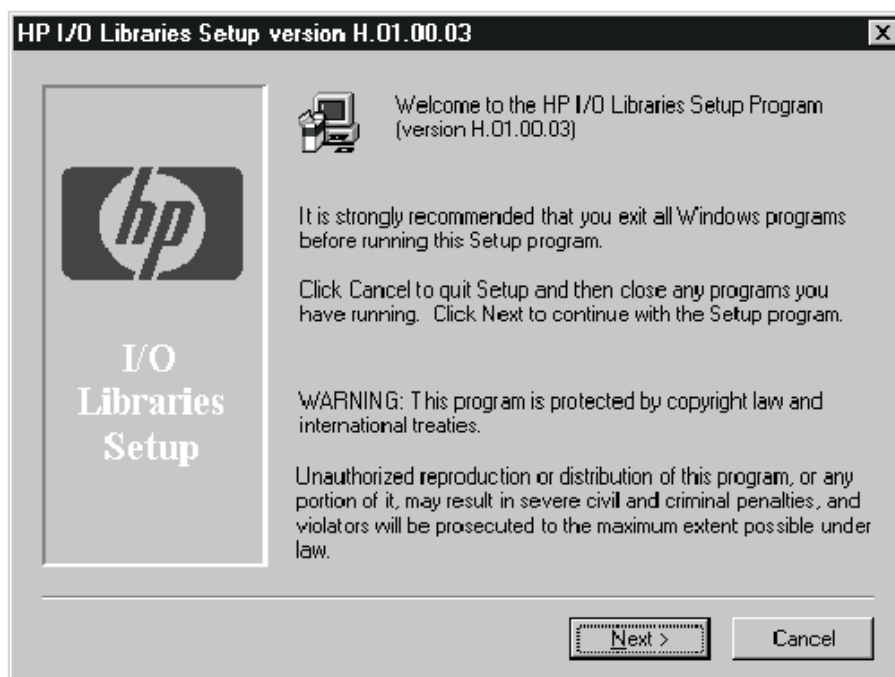 HP I/O Libraries Setup version H.01.00.03
hp
I/O
Libraries
Setup
Welcome to the HP I/O Libraries Setup Program
(version H.01.00.03)
It is strongly recommended that you exit all Windows programs
before running this Setup program.
Click Cancel to quit Setup and then close any programs you
have running. Click Next to continue with the Setup program.
WARNING: This program is protected by copyright law and
international treaties.
Unauthorized reproduction or distribution of this program, or any
portion of it, may result in severe civil and criminal penalties, and
violators will be prosecuted to the maximum extent possible under
law.
Next >
Cancel